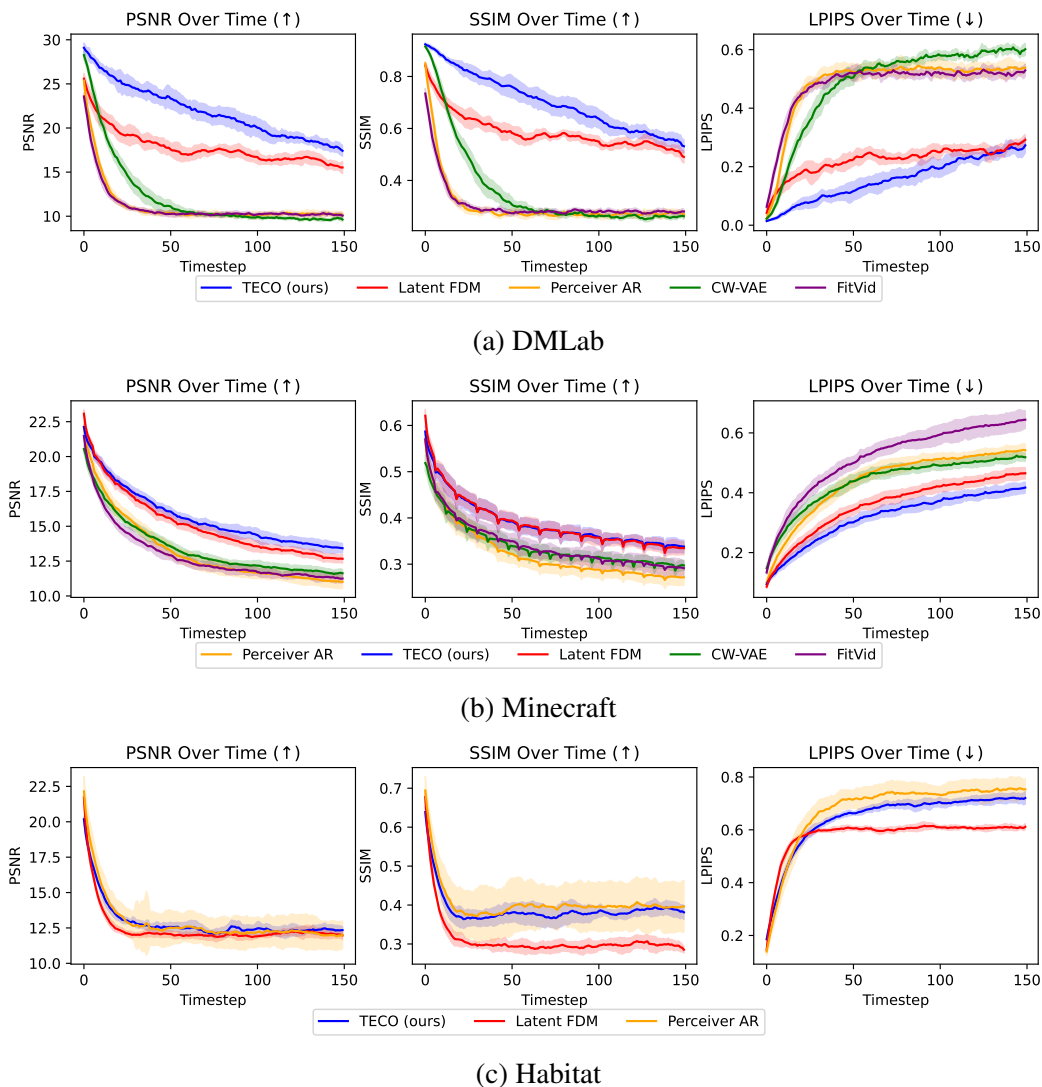 PSNR Over Time (↑) SSIM Over Time (↑) LPIPS Over Time (↓)
30
25
20
15
10
PSNR
0 50 100 150
Timestep
0.8
0.6
0.4
SSIM
0 50 100 150
Timestep
0.6
0.4
0.2
0.0
LPIPS
0 50 100 150
Timestep
TECO (ours) Latent FDM Perceiver AR CW-VAE FitVid
(a) DMLab
PSNR Over Time (↑) SSIM Over Time (↑) LPIPS Over Time (↓)
22.5
20.0
17.5
15.0
12.5
10.0
PSNR
0 50 100 150
Timestep
0.6
0.5
0.4
0.3
SSIM
0 50 100 150
Timestep
0.6
0.4
0.2
LPIPS
0 50 100 150
Timestep
Perceiver AR TECO (ours) Latent FDM CW-VAE FitVid
(b) Minecraft
PSNR Over Time (↑) SSIM Over Time (↑) LPIPS Over Time (↓)
22.5
20.0
17.5
15.0
12.5
10.0
PSNR
0 50 100 150
Timestep
0.7
0.6
0.5
0.4
0.3
SSIM
0 50 100 150
Timestep
0.8
0.6
0.4
0.2
LPIPS
0 50 100 150
Timestep
TECO (ours) Latent FDM Perceiver AR
(c) Habitat